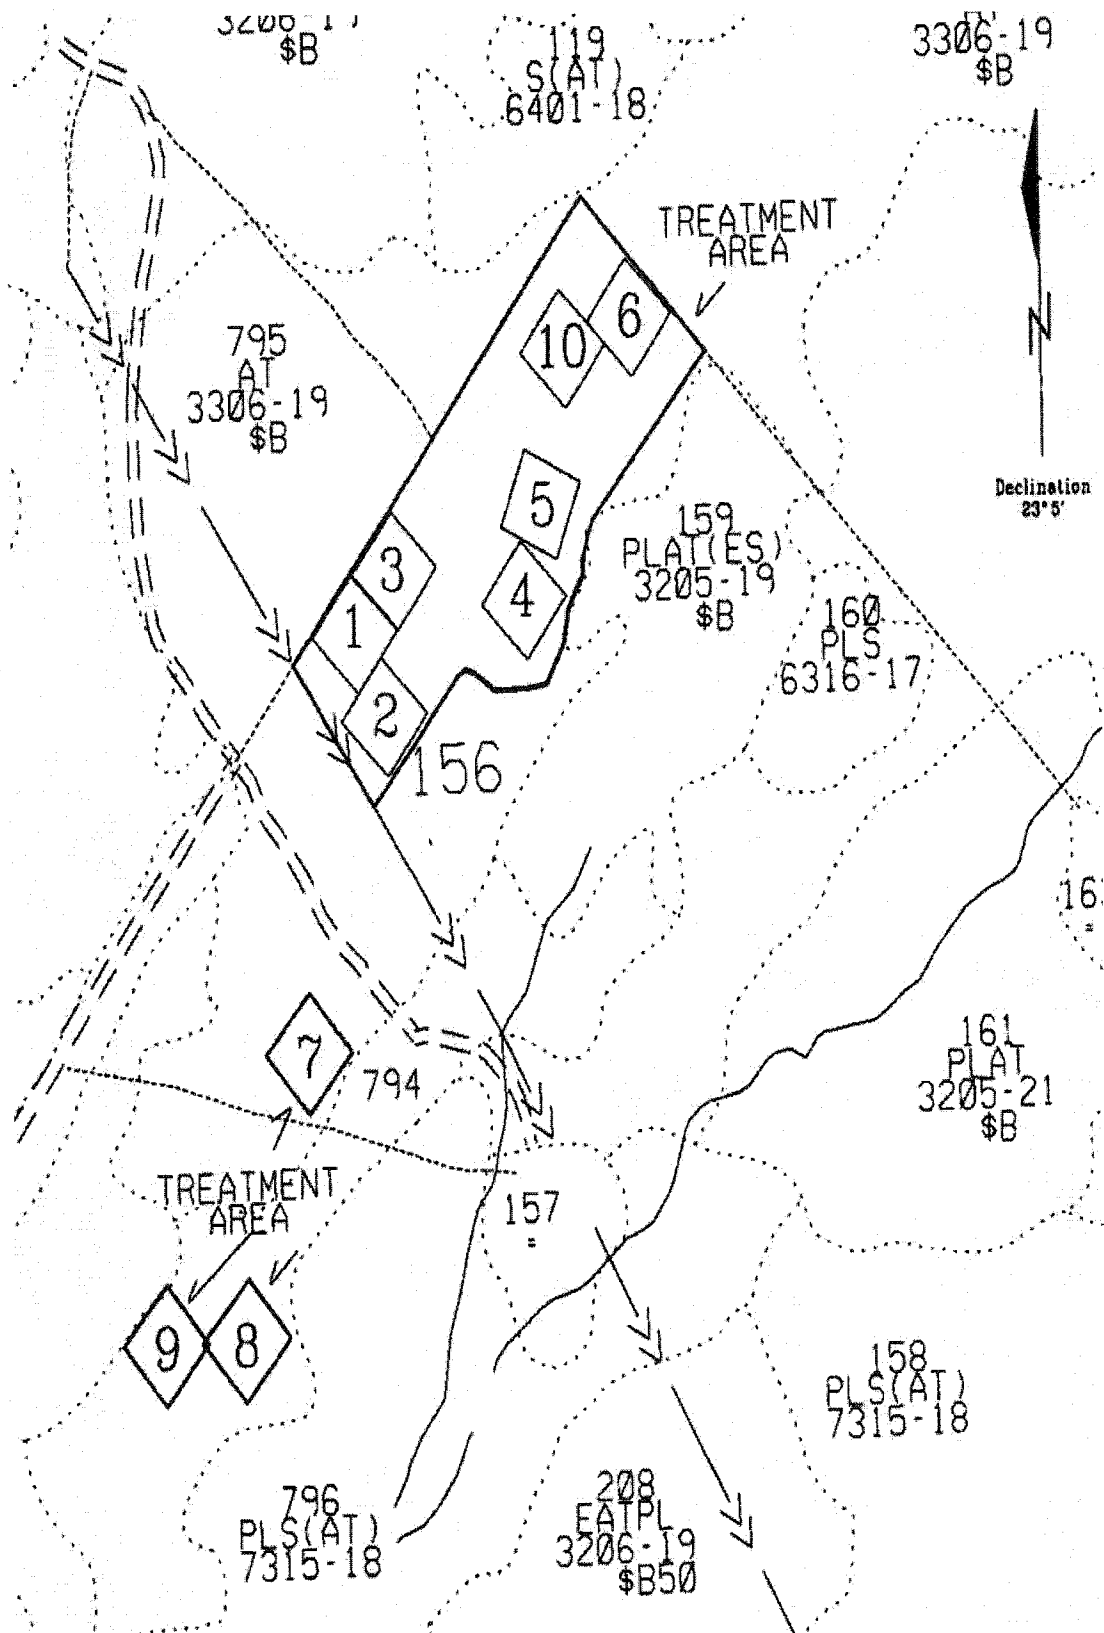 $B
119
S(AT)
6401-18
3306-19
$B
TREATMENT
AREA
N
Declination
23°5'
795
AT
3306-19
$B
6
10
5
4
3
1
2
156
159
PLAT(ES)
3205-19
$B
160
PLS
6316-17
161
PLAT
3205-21
$B
7
794
TREATMENT
AREA
157
=
9
8
158
PLS(AT)
7315-18
796
PLS(AT)
7315-18
208
EATPL
3206-19
$B50